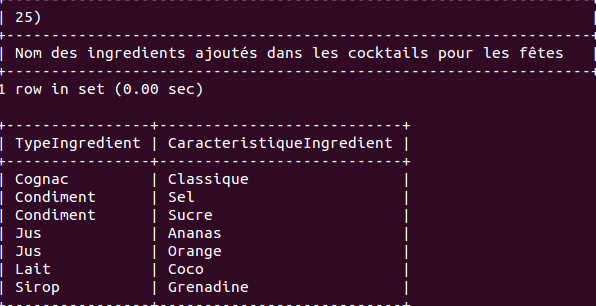 | 25) |
+----------------------------------------------------------------+
| Nom des ingredients ajoutés dans les cocktails pour les fêtes |
+----------------------------------------------------------------+
1 row in set (0.00 sec)
+----------------+---------------------------+
| TypeIngredient | CaracteristiqueIngredient |
+----------------+---------------------------+
| Cognac | Classique |
| Condiment | Sel |
| Condiment | Sucre |
| Jus | Ananas |
| Jus | Orange |
| Lait | Coco |
| Sirop | Grenadine |
+----------------+---------------------------+